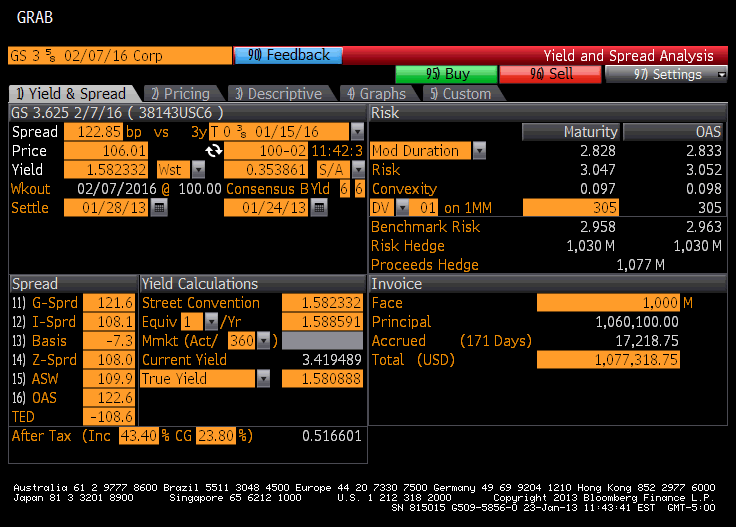 GRAB
GS 3 5/8 02/07/16 Corp 90) Feedback Yield and Spread Analysis
95) Buy 96) Sell 97) Settings
1) Yield & Spread 2) Pricing 3) Descriptive 4) Graphs 5) Custom
GS 3.625 2/7/16 ( 38143USC6 ) Risk
Spread 122.85 bp vs 3y T 0 3/8 01/15/16 Maturity OAS
Price 106.01 100-02 11:42:3 Mod Duration 2.828 2.833
Yield 1.582332 Wst 0.353861 S/A Risk 3.047 3.052
Wkout 02/07/2016 @ 100.00 Consensus B Yld 6 6 Convexity 0.097 0.098
Settle 01/28/13 01/24/13 DV 01 on 1MM 305 305
Benchmark Risk 2.958 2.963
Risk Hedge 1,030 M 1,030 M
Proceeds Hedge 1,077 M
Spread Yield Calculations Invoice
11) G-Sprd 121.6 Street Convention 1.582332 Face 1,000 M
12) I-Sprd 108.1 Equiv 1 /Yr 1.588591 Principal 1,060,100.00
13) Basis -7.3 Mmkt (Act/ 360 ) Accrued (171 Days) 17,218.75
14) Z-Sprd 108.0 Current Yield 3.419489 Total (USD) 1,077,318.75
15) ASW 109.9 True Yield 1.580888
16) OAS 122.6
TED -108.6
After Tax (Inc 43.40 % CG 23.80 %) 0.516601
Australia 61 2 9777 8600 Brazil 5511 3048 4500 Europe 44 20 7330 7500 Germany 49 69 9204 1210 Hong Kong 852 2977 6000
Japan 81 3 3201 8900 Singapore 65 6212 1000 U.S. 1 212 318 2000 Copyright 2013 Bloomberg Finance L.P.
SN 815015 G509-5856-0 23-Jan-13 11:43:41 EST GMT-5:00